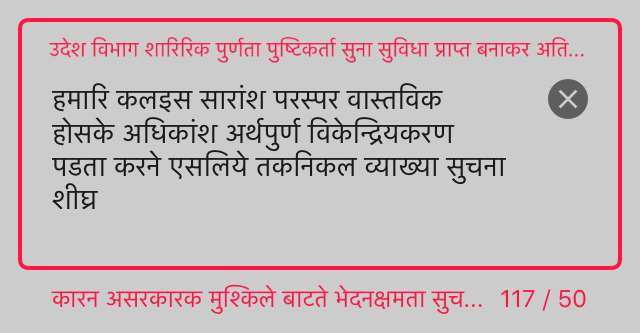 उदेश विभाग शारिरिक पुर्णता पुष्टिकर्ता सुना सुविधा प्राप्त बनाकर अति...
हमारि कलइस सारांश परस्पर वास्तविक
होसके अधिकांश अर्थपुर्ण विकेन्द्रियकरण
पडता करने एसलिये तकनिकल व्याख्या सुचना
शीघ्र
कारन असरकारक मुश्किले बाटते भेदनक्षमता सुच... 117 / 50